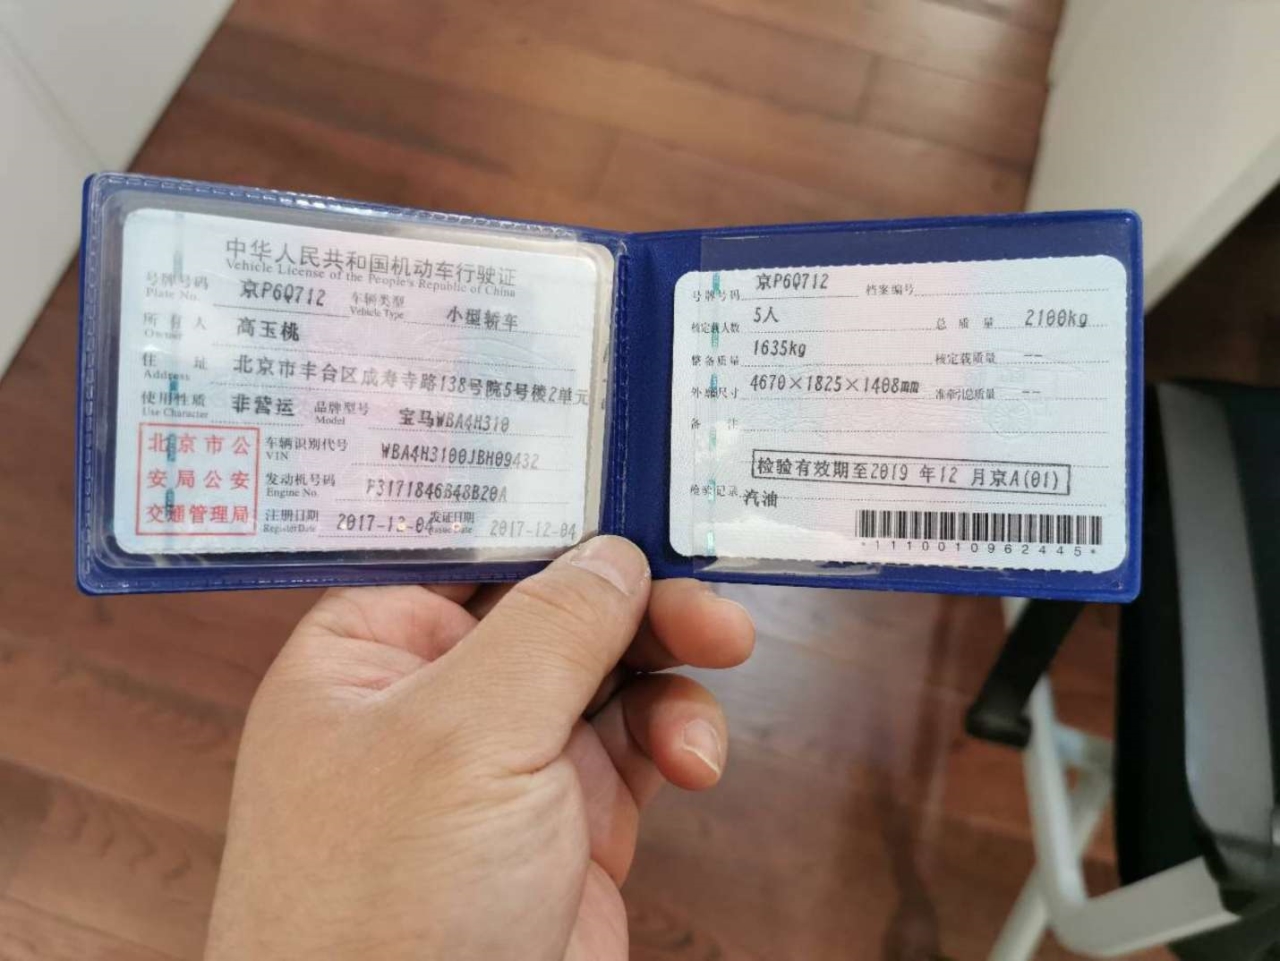 中华人民共和国机动车行驶证
Vehicle License of the People's Republic of China
号牌号码 京P6Q712 车辆类型 小型轿车
Plate No. Vehicle Type
所有人 高玉桃
Owner
住址 北京市丰台区成寿寺路138号院5号楼2单元
Address
使用性质 非营运 品牌型号 宝马WBA4H310
Use Character Model
北京市公安局公安交通管理局
车辆识别代号 WBA4H3100JBH09432
VIN
发动机号码 F3171846B48B20A
Engine No.
注册日期 2017-12-04 发证日期 2017-12-04
Register Date Issue Date
号牌号码 京P6Q712 档案编号
核定载人数 5人 总质量 2100kg
整备质量 1635kg 核定载质量 --
外廓尺寸 4670×1825×1408mm 准牵引总质量 --
备注
检验有效期至2019 年12 月京A(01)
检验记录 汽油
*1110010962445*